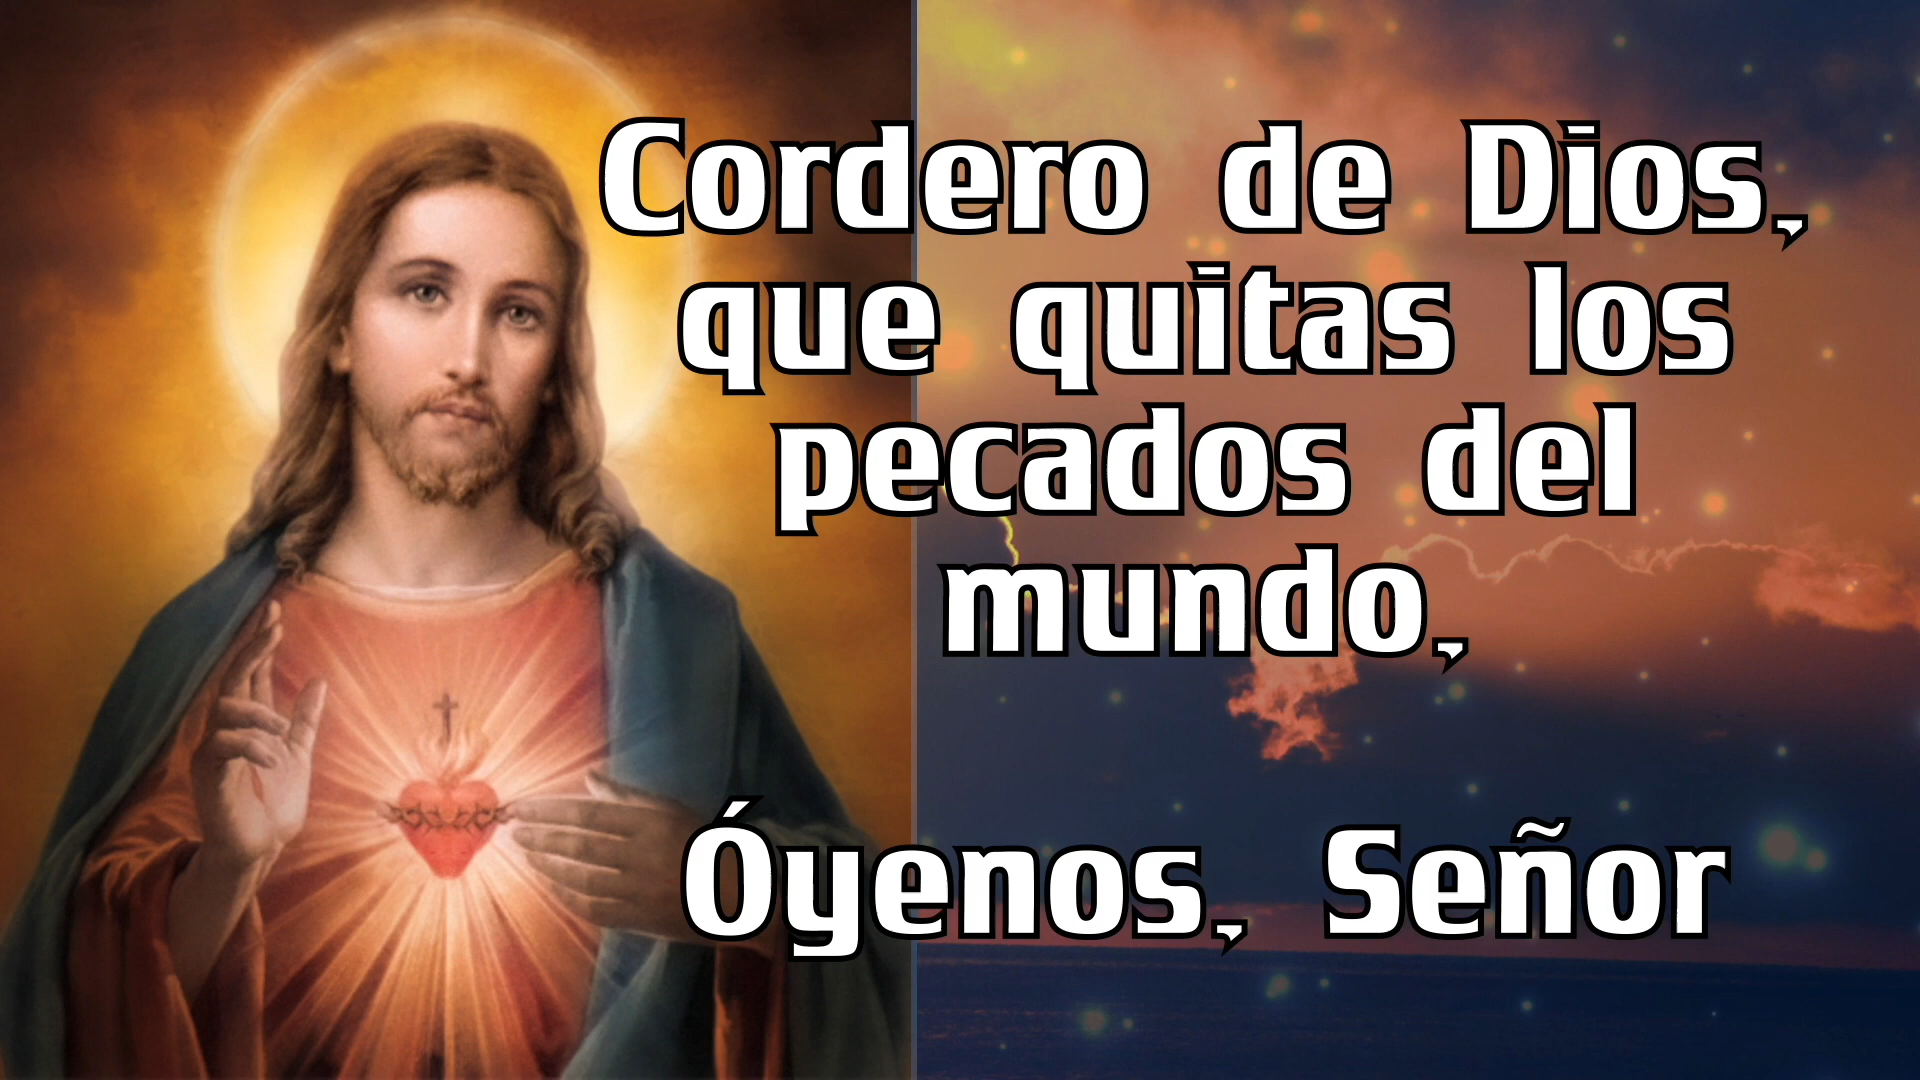 Cordero de Dios,
que quitas los
pecados del
mundo,
Óyenos, Señor